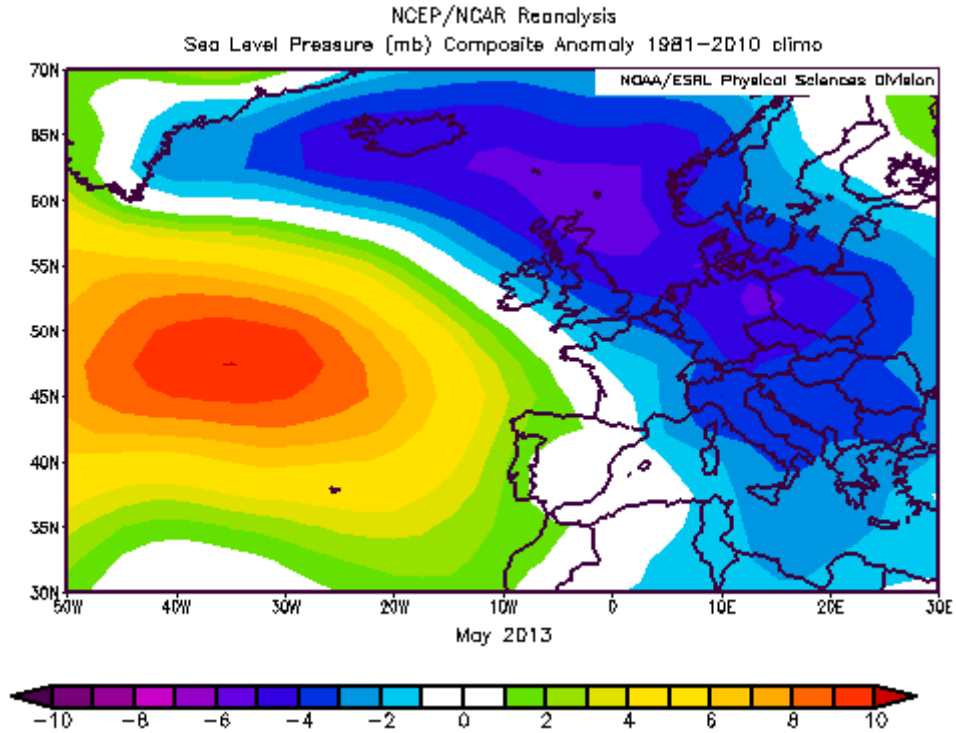 NCEP/NCAR Reanalysis
Sea Level Pressure (mb) Composite Anomaly 1981-2010 climo
NOAA/ESRL Physical Sciences Division
70N
65N
60N
55N
50N
45N
40N
35N
30N
50W 40W 30W 20W 10W 0 10E 20E 30E
May 2013
-10 -8 -6 -4 -2 0 2 4 6 8 10